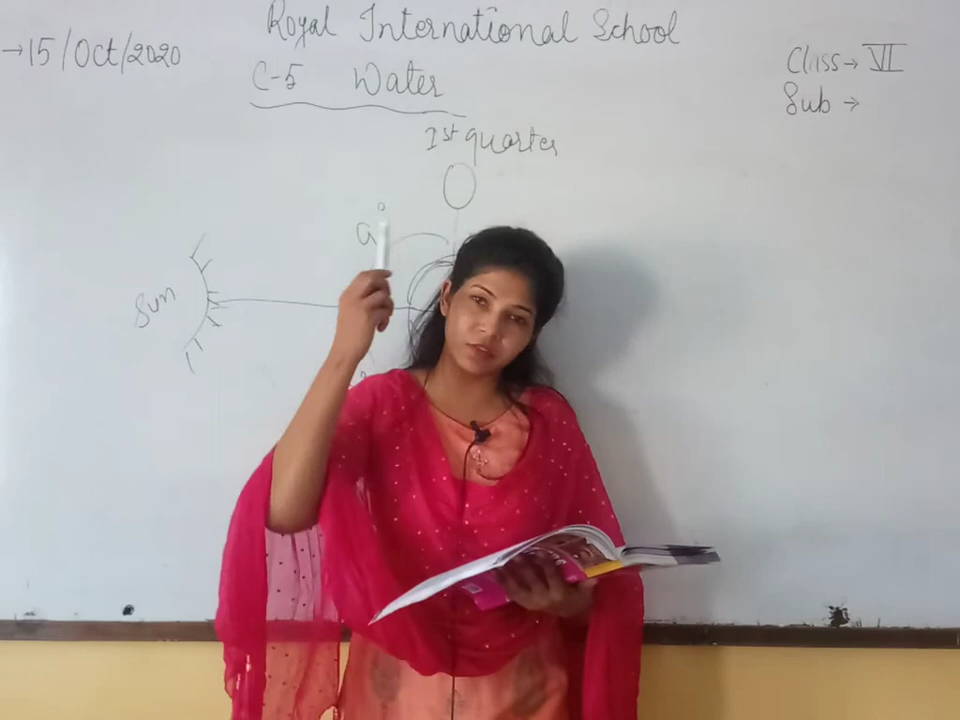 Royal International School
→15/Oct/2020
C-5 Water
Class→ VI
Sub →
1st quarter
Sun